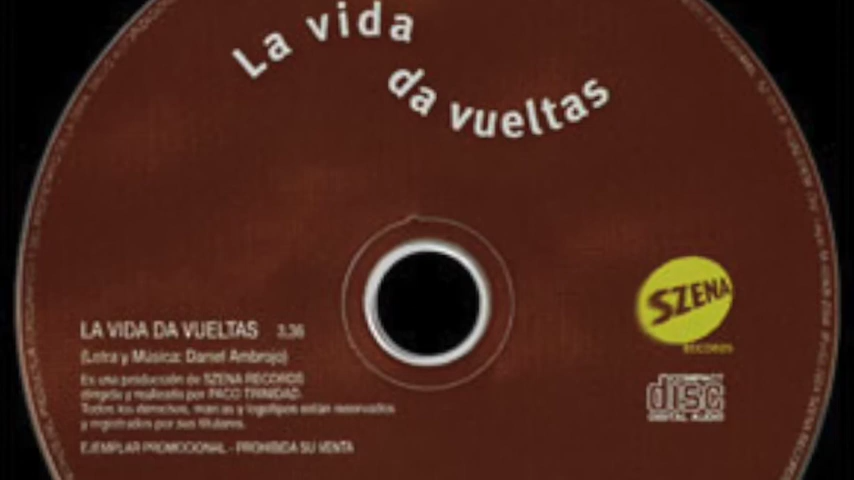 La vida
da vueltas
LA VIDA DA VUELTAS 3,36
(Letra y Música: Daniel Ambrojo)
Es una producción de SZENA RECORDS
dirigida y realizada por PACO TRINIDAD.
Todos los derechos, marcas y logotipos están reservados
y registrados por sus titulares.
EJEMPLAR PROMOCIONAL - PROHIBIDA SU VENTA
SZENA
RECORDS
COMPACT
disc
DIGITAL AUDIO